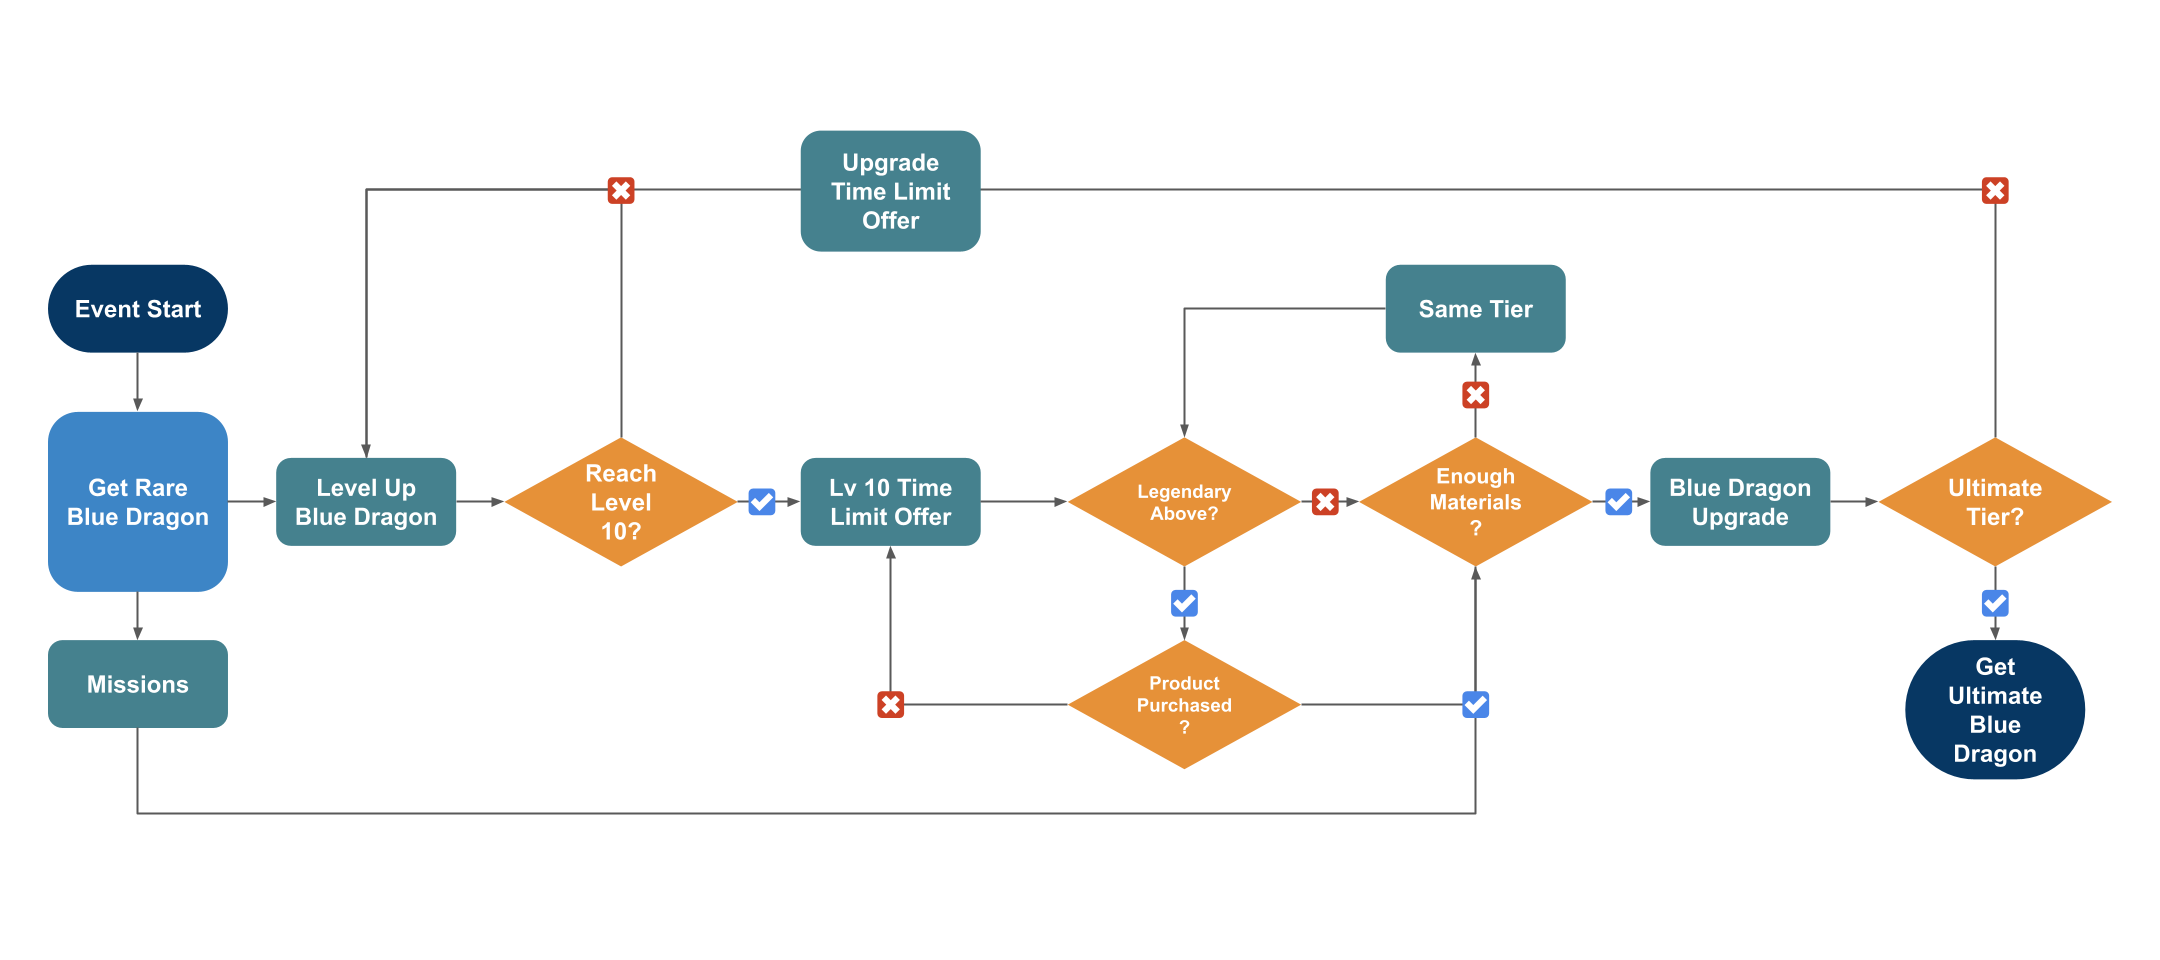 Upgrade
Time Limit
Offer
Event Start
Same Tier
Get Rare
Blue Dragon
Level Up
Blue Dragon
Reach
Level
10?
Lv 10 Time
Limit Offer
Legendary
Above?
Enough
Materials
?
Blue Dragon
Upgrade
Ultimate
Tier?
Missions
Product
Purchased
?
Get
Ultimate
Blue
Dragon